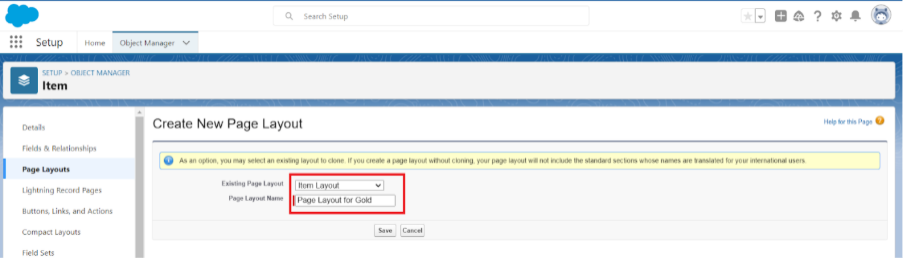 Search Setup
Setup Home Object Manager
SETUP > OBJECT MANAGER
Item
Details
Fields & Relationships
Page Layouts
Lightning Record Pages
Buttons, Links, and Actions
Compact Layouts
Field Sets
Create New Page Layout
Help for this Page
As an option, you may select an existing layout to clone. If you create a page layout without cloning, your page layout will not include the standard sections whose names are translated for your international users.
Existing Page Layout Item Layout
Page Layout Name Page Layout for Gold
Save Cancel